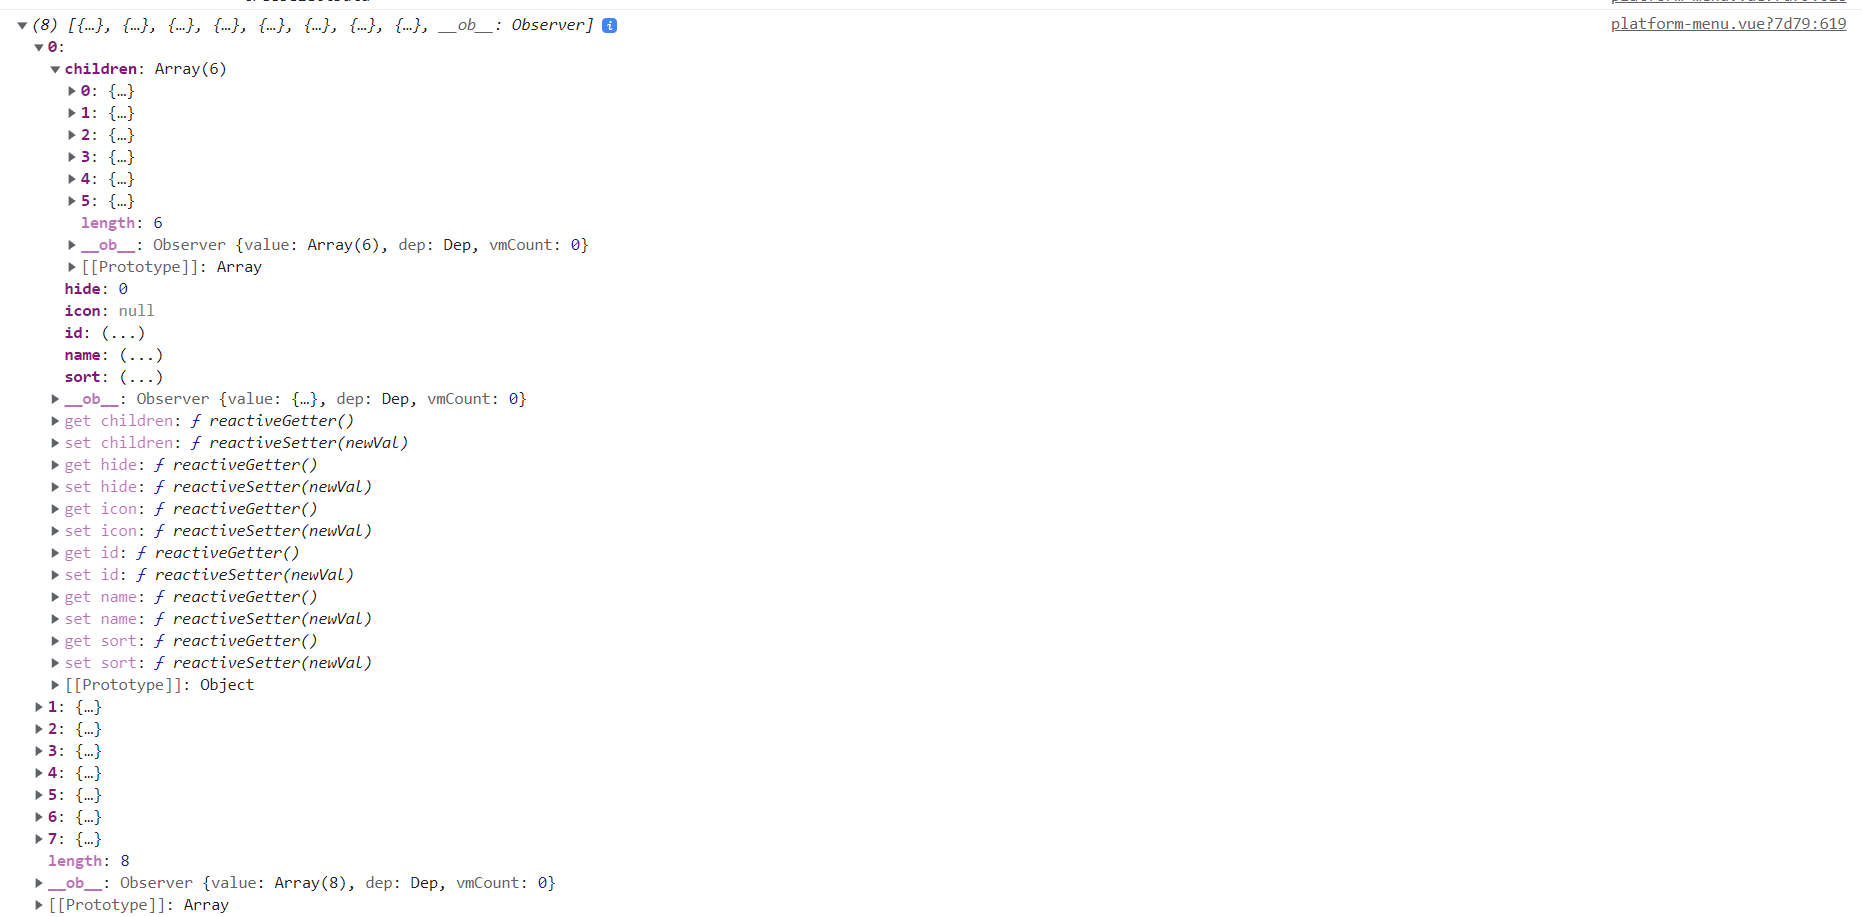 (8) [{…}, {…}, {…}, {…}, {…}, {…}, {…}, {…}, __ob__: Observer] i platform-menu.vue?7d79:619
0:
children: Array(6)
0: {…}
1: {…}
2: {…}
3: {…}
4: {…}
5: {…}
length: 6
__ob__: Observer {value: Array(6), dep: Dep, vmCount: 0}
[[Prototype]]: Array
hide: 0
icon: null
id: (...)
name: (...)
sort: (...)
__ob__: Observer {value: {…}, dep: Dep, vmCount: 0}
get children: ƒ reactiveGetter()
set children: ƒ reactiveSetter(newVal)
get hide: ƒ reactiveGetter()
set hide: ƒ reactiveSetter(newVal)
get icon: ƒ reactiveGetter()
set icon: ƒ reactiveSetter(newVal)
get id: ƒ reactiveGetter()
set id: ƒ reactiveSetter(newVal)
get name: ƒ reactiveGetter()
set name: ƒ reactiveSetter(newVal)
get sort: ƒ reactiveGetter()
set sort: ƒ reactiveSetter(newVal)
[[Prototype]]: Object
1: {…}
2: {…}
3: {…}
4: {…}
5: {…}
6: {…}
7: {…}
length: 8
__ob__: Observer {value: Array(8), dep: Dep, vmCount: 0}
[[Prototype]]: Array